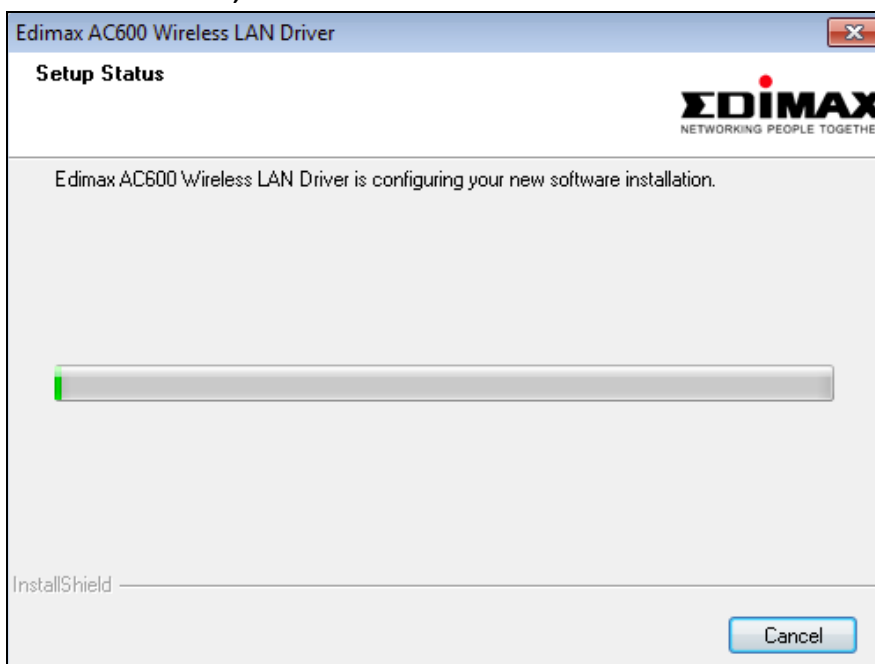 Edimax AC600 Wireless LAN Driver
Setup Status
EDIMAX
NETWORKING PEOPLE TOGETHE
Edimax AC600 Wireless LAN Driver is configuring your new software installation.
InstallShield
Cancel